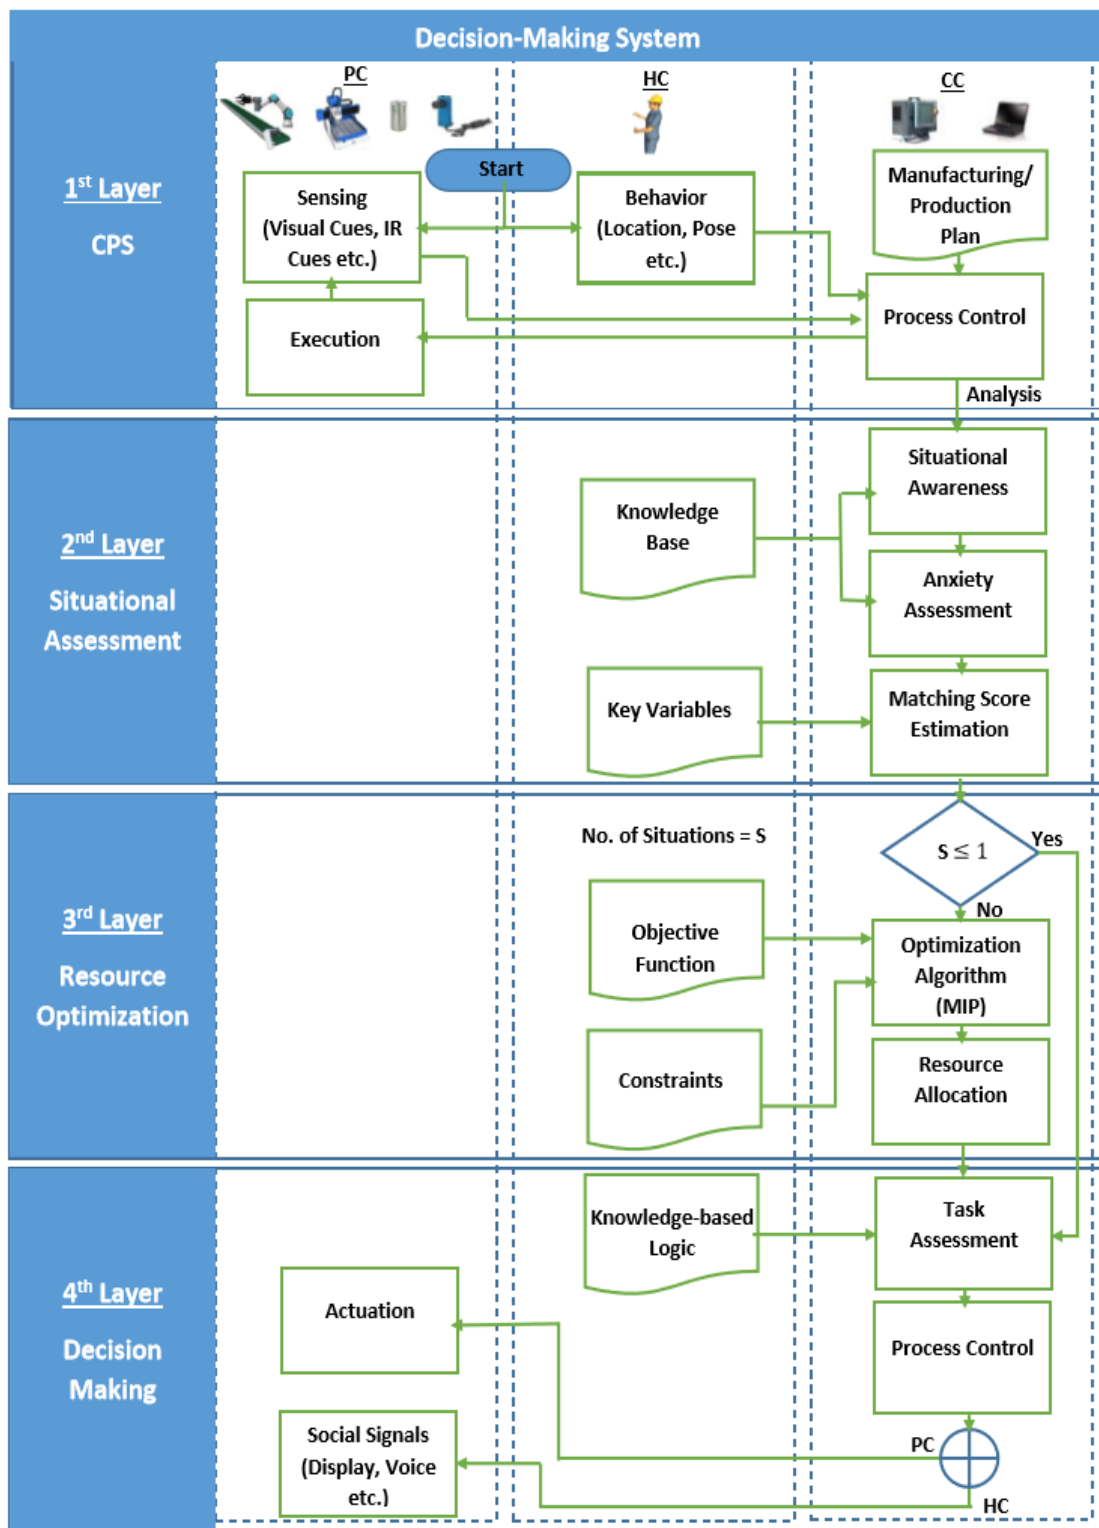 Decision-Making System
PC
HC
CC
1st Layer
CPS
Start
Sensing
(Visual Cues, IR
Cues etc.)
Behavior
(Location, Pose
etc.)
Manufacturing/
Production
Plan
Execution
Process Control
Analysis
2nd Layer
Situational
Assessment
Knowledge
Base
Situational
Awareness
Anxiety
Assessment
Key Variables
Matching Score
Estimation
3rd Layer
Resource
Optimization
No. of Situations = S
S ≤ 1
Yes
No
Objective
Function
Optimization
Algorithm
(MIP)
Constraints
Resource
Allocation
4th Layer
Decision
Making
Knowledge-based
Logic
Task
Assessment
Actuation
Process Control
Social Signals
(Display, Voice
etc.)
PC
HC